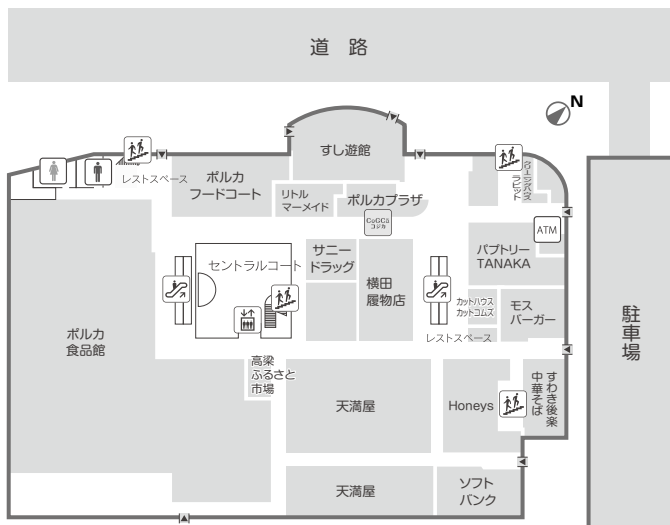 道 路
N
すし遊館
レストスペース
ポルカ
フードコート
リトル
マーメイド
ポルカプラザ
CoGCa
コジカ
ラビット
ATM
パブトリー
TANAKA
セントラルコート
サニー
ドラッグ
横田
履物店
カットハウス
カットコムズ
モス
バーガー
レストスペース
駐車場
ポルカ
食品館
高梁
ふるさと
市場
天満屋
Honeys
すわき後楽
中華そば
天満屋
ソフト
バンク